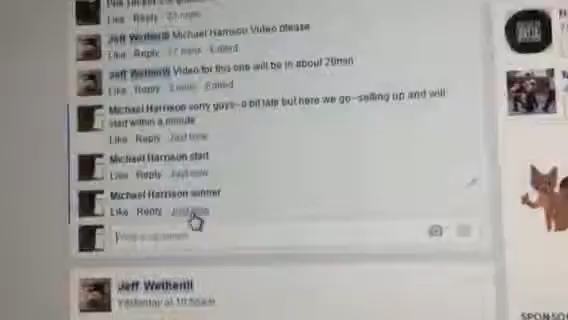 Like · Reply · 23 mins
Jeff Wetherill Michael Harrison Video please
Like · Reply · 17 mins · Edited
Jeff Wetherill Video for this one will be in about 20min
Like · Reply · · Edited
Michael Harrison sorry guys--a bit late but here we go--setting up and will
start within a minute
Like · Reply · Just now
Michael Harrison start
Like · Reply · Just now
Michael Harrison winner
Like · Reply · Just now
Write a comment...
Jeff Wetherill
Yesterday at 10:58am
SPONSO